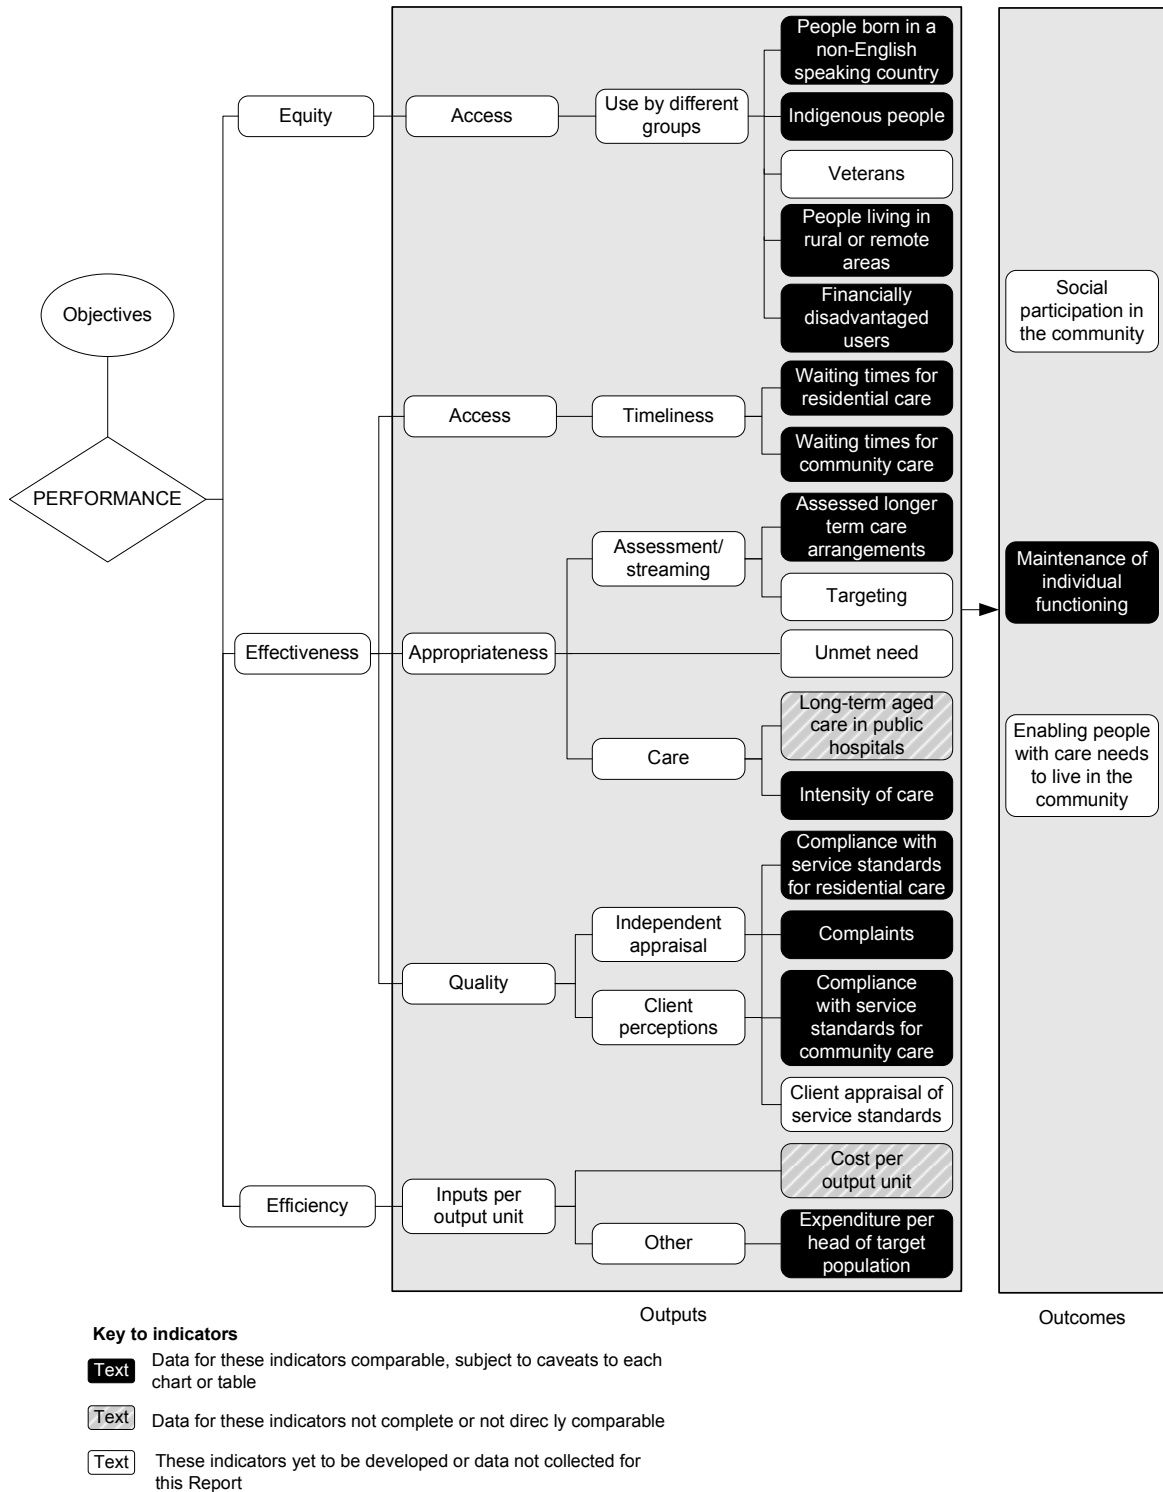 People born in a
non-English
speaking country
Equity
Access
Use by different
groups
Indigenous people
Veterans
People living in
rural or remote
areas
Objectives
Financially
disadvantaged
users
Social
participation in
the community
Access
Timeliness
Waiting times for
residential care
Waiting times for
community care
PERFORMANCE
Assessment/
streaming
Assessed longer
term care
arrangements
Targeting
Maintenance of
individual
functioning
Effectiveness
Appropriateness
Unmet need
Care
Long-term aged
care in public
hospitals
Intensity of care
Enabling people
with care needs
to live in the
community
Compliance with
service standards
for residential care
Independent
appraisal
Complaints
Quality
Client
perceptions
Compliance
with service
standards for
community care
Client appraisal of
service standards
Cost per
output unit
Efficiency
Inputs per
output unit
Other
Expenditure per
head of target
population
Outputs
Outcomes
Key to indicators
Text
Data for these indicators comparable, subject to caveats to each
chart or table
Text
Data for these indicators not complete or not direc ly comparable
Text
These indicators yet to be developed or data not collected for
this Report